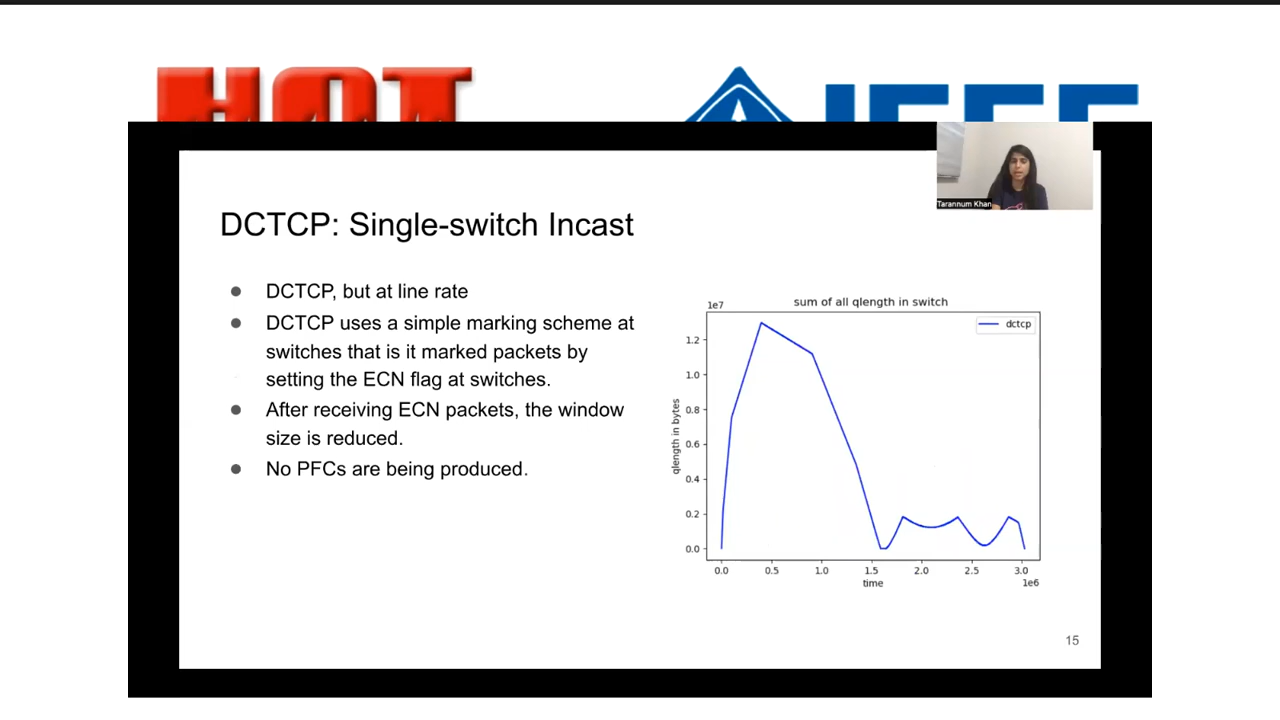 HOT
IEEE
Tarannum Khan
DCTCP: Single-switch Incast
DCTCP, but at line rate
DCTCP uses a simple marking scheme at
switches that is it marked packets by
setting the ECN flag at switches.
After receiving ECN packets, the window
size is reduced.
No PFCs are being produced.
sum of all qlength in switch
1e7
dctcp
1.2
1.0
0.8
0.6
0.4
0.2
0.0
qlength in bytes
0.0 0.5 1.0 1.5 2.0 2.5 3.0
time
1e6
15